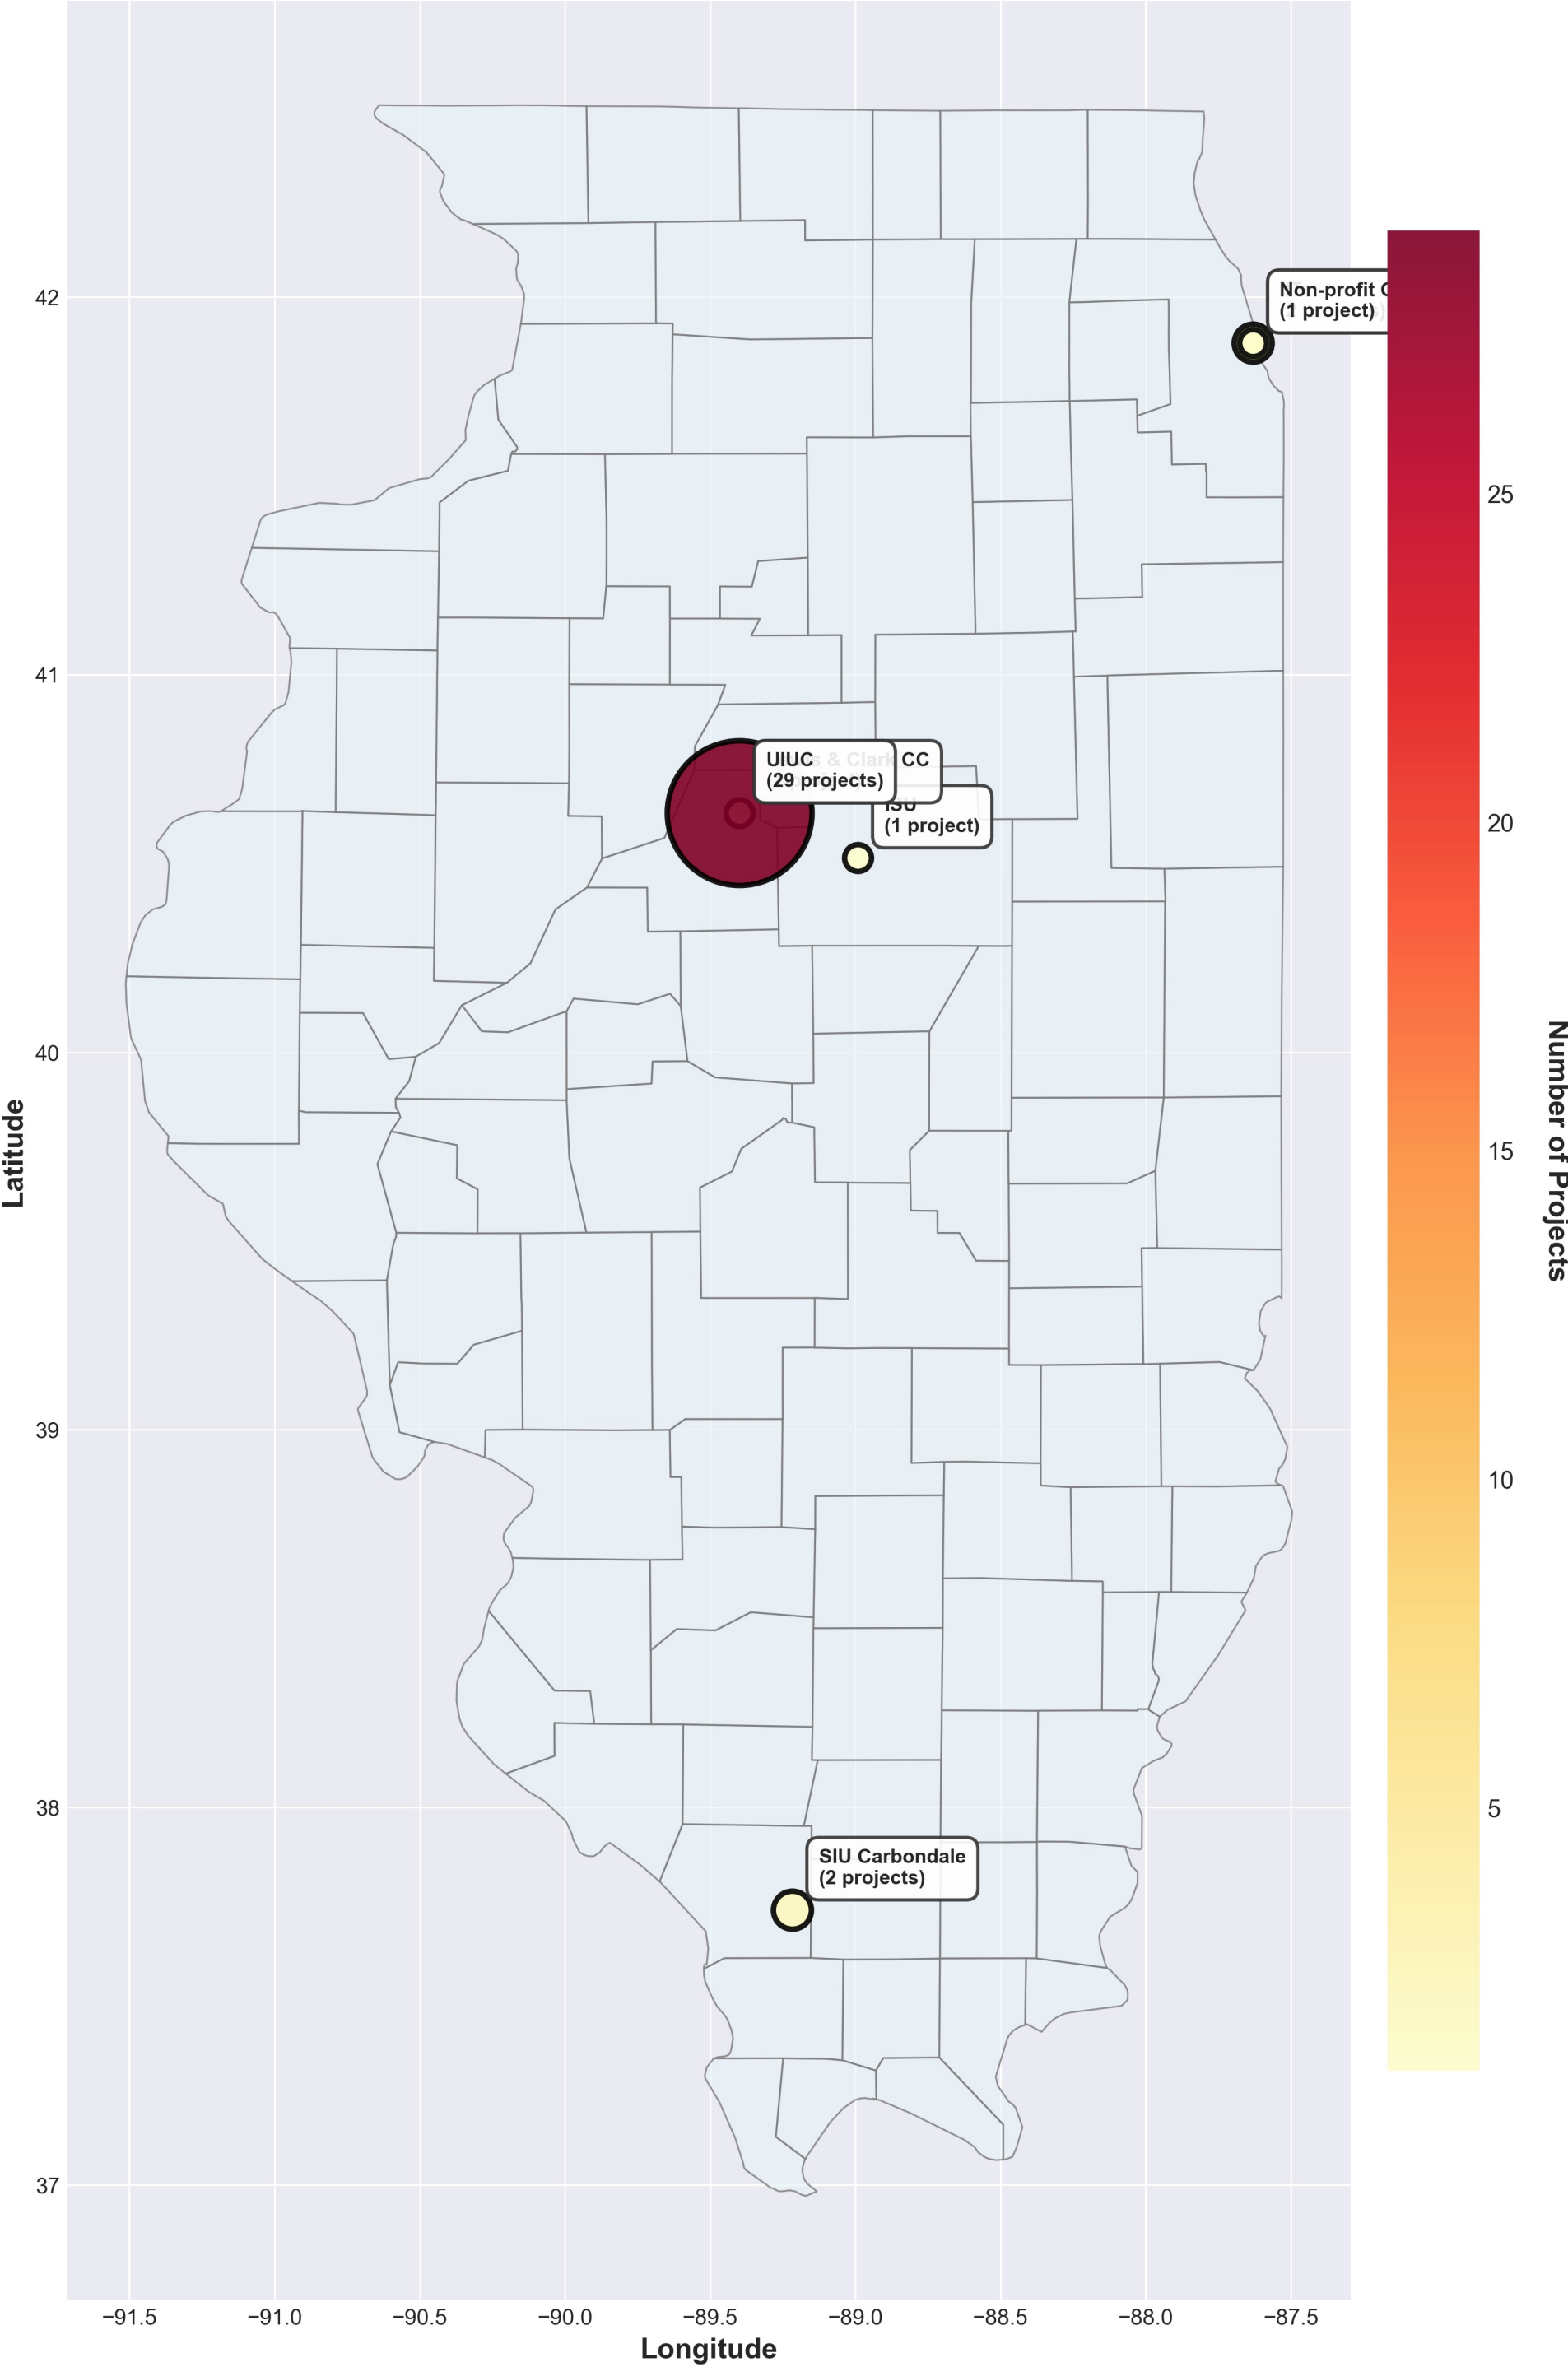 Non-profit
(1 project)
42
41
40
39
38
37
Latitude
UIUC
(29 projects)
& Clark CC
ISU
(1 project)
SIU Carbondale
(2 projects)
25
20
15
10
5
Number of Projects
−91.5 −91.0 −90.5 −90.0 −89.5 −89.0 −88.5 −88.0 −87.5
Longitude